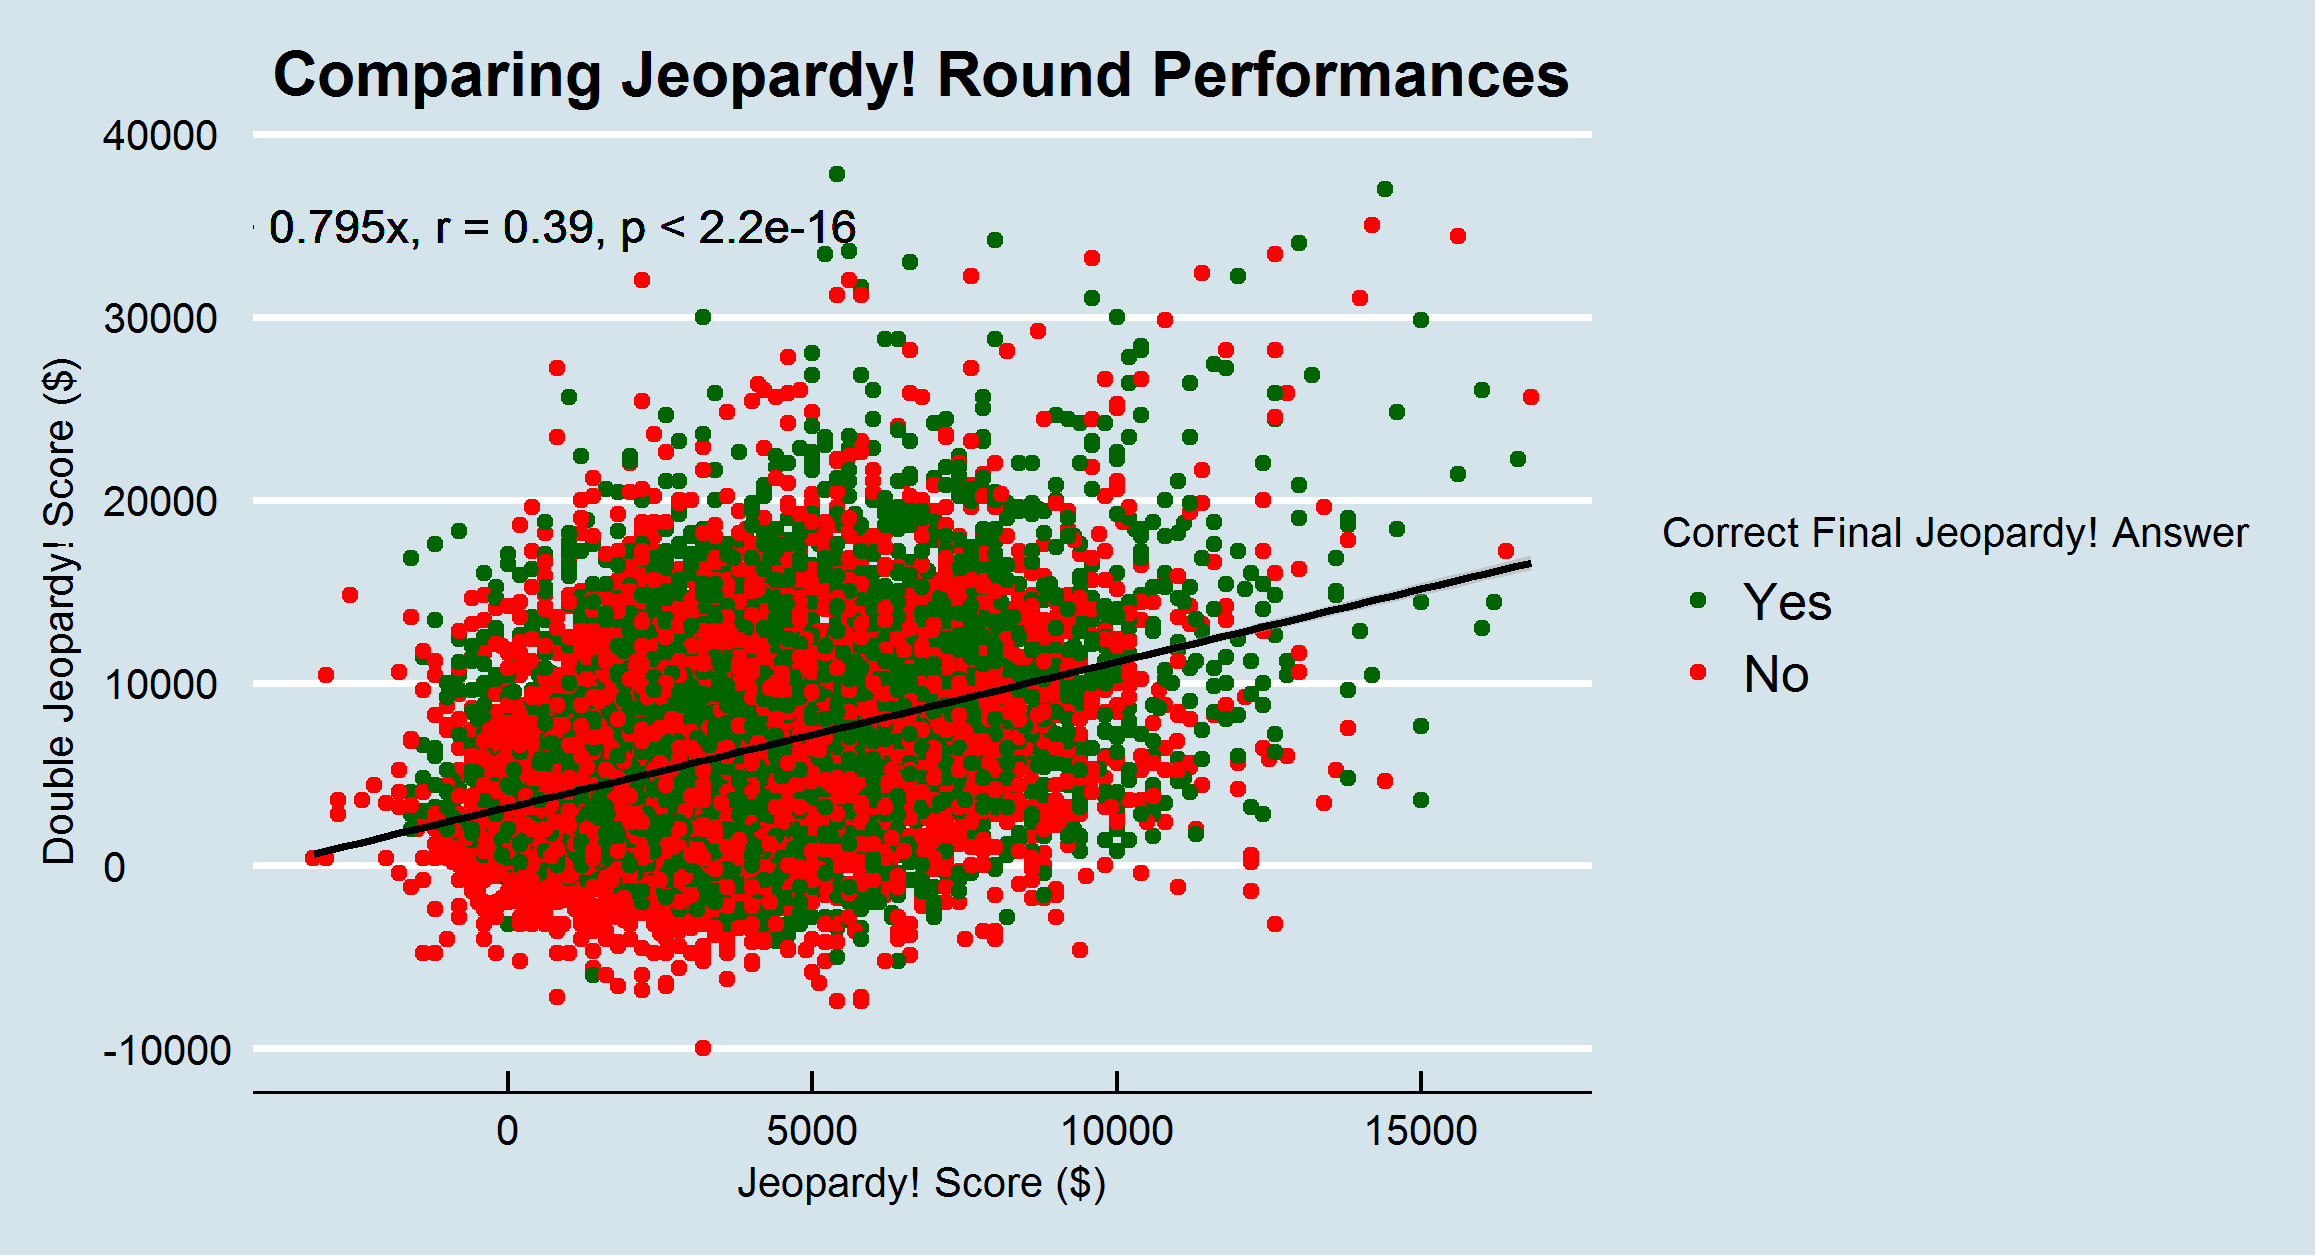 Comparing Jeopardy! Round Performances
40000
0.795x, r = 0.39, p < 2.2e-16
30000
20000
10000
0
-10000
Double Jeopardy! Score ($)
0 5000 10000 15000
Jeopardy! Score ($)
Correct Final Jeopardy! Answer
Yes
No